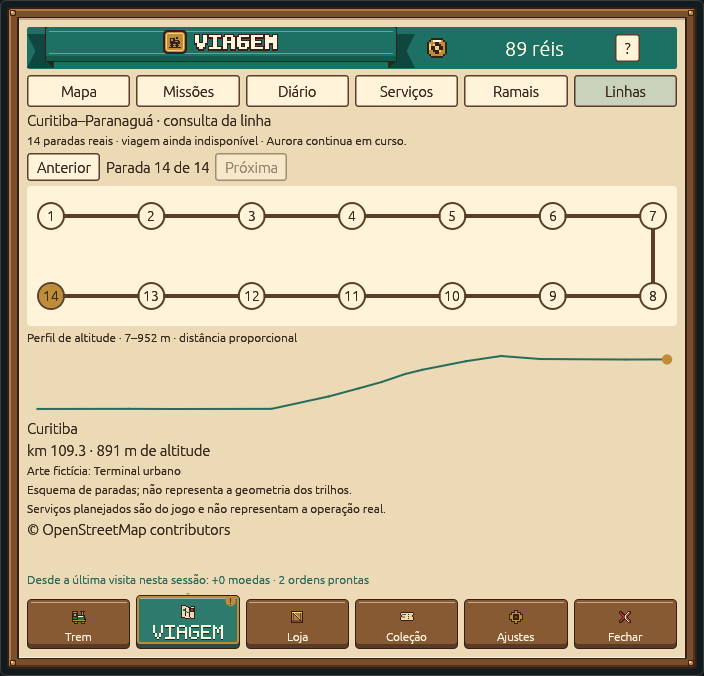 VIAGEM
89 réis
?
Mapa
Missões
Diário
Serviços
Ramais
Linhas
Curitiba–Paranaguá · consulta da linha
14 paradas reais · viagem ainda indisponível · Aurora continua em curso.
Anterior
Parada 14 de 14
Próxima
1 2 3 4 5 6 7
14 13 12 11 10 9 8
Perfil de altitude · 7–952 m · distância proporcional
Curitiba
km 109.3 · 891 m de altitude
Arte fictícia: Terminal urbano
Esquema de paradas; não representa a geometria dos trilhos.
Serviços planejados são do jogo e não representam a operação real.
© OpenStreetMap contributors
Desde a última visita nesta sessão: +0 moedas · 2 ordens prontas
Trem
!
VIAGEM
Loja
Coleção
Ajustes
Fechar